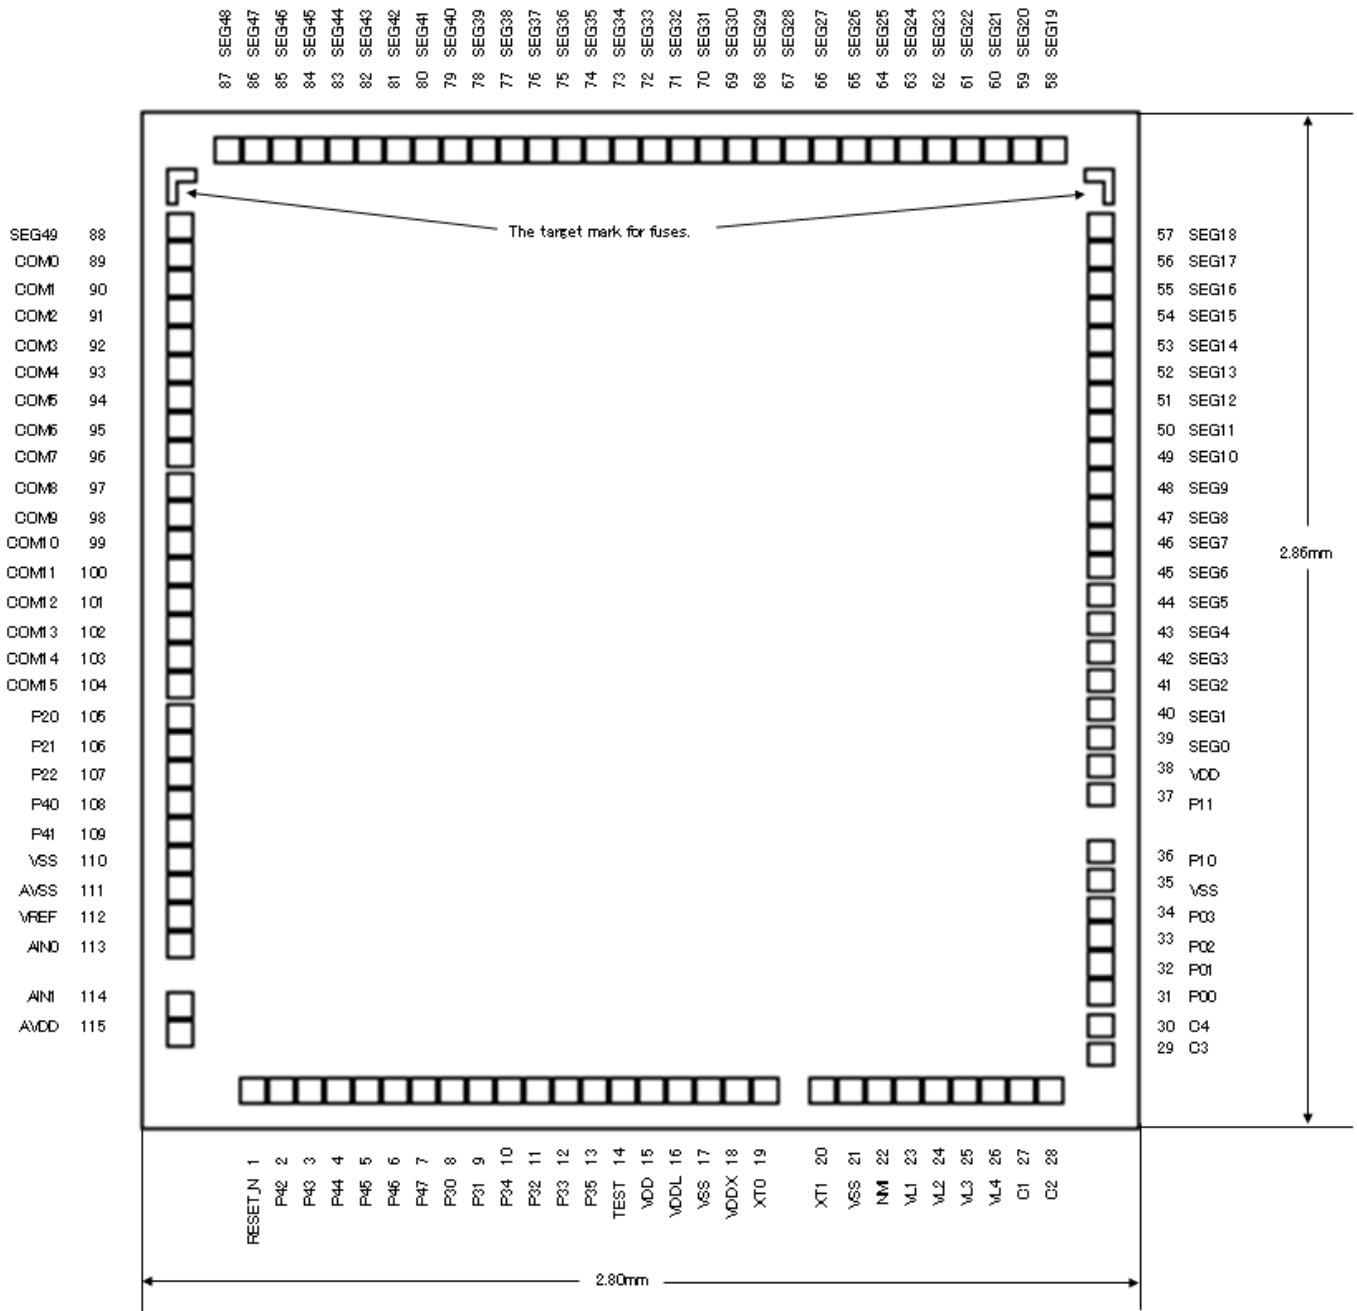 87 SEG48
86 SEG47
85 SEG46
84 SEG45
83 SEG44
82 SEG43
81 SEG42
80 SEG41
79 SEG40
78 SEG39
77 SEG38
76 SEG37
75 SEG36
74 SEG35
73 SEG34
72 SEG33
71 SEG32
70 SEG31
69 SEG30
68 SEG29
67 SEG28
66 SEG27
65 SEG26
64 SEG25
63 SEG24
62 SEG23
61 SEG22
60 SEG21
59 SEG20
58 SEG19
The target mark for fuses.
SEG49 88
COM0 89
COM1 90
COM2 91
COM3 92
COM4 93
COM5 94
COM6 95
COM7 96
COM8 97
COM9 98
COM10 99
COM11 100
COM12 101
COM13 102
COM14 103
COM15 104
P20 105
P21 106
P22 107
P40 108
P41 109
VSS 110
AVSS 111
VREF 112
AIN0 113
AIN1 114
AVDD 115
57 SEG18
56 SEG17
55 SEG16
54 SEG15
53 SEG14
52 SEG13
51 SEG12
50 SEG11
49 SEG10
48 SEG9
47 SEG8
46 SEG7
45 SEG6
44 SEG5
43 SEG4
42 SEG3
41 SEG2
40 SEG1
39 SEG0
38 VDD
37 P11
36 P10
35 VSS
34 P03
33 P02
32 P01
31 P00
30 C4
29 C3
2.86mm
RESET_N 1
P42 2
P43 3
P44 4
P45 5
P46 6
P47 7
P30 8
P31 9
P34 10
P32 11
P33 12
P35 13
TEST 14
VDD 15
VDDL 16
VSS 17
VDDX 18
XT0 19
XT1 20
VSS 21
NMI 22
VL1 23
VL2 24
VL3 25
VL4 26
C1 27
C2 28
2.80mm